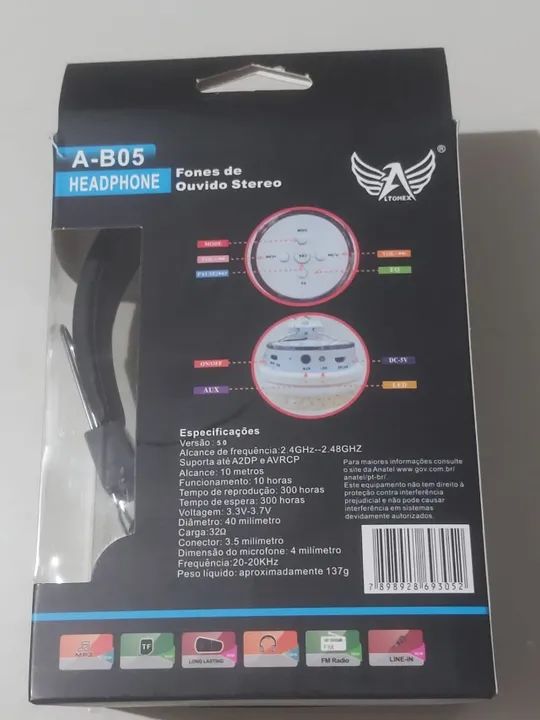 A-B05
HEADPHONE
Fones de
Ouvido Stereo
®
ALTOMEX
MODE
EQ
ON/OFF
DC-5V
AUX
LED
Especificações
Versão: 5.0
Alcance de frequência:2.4GHz--2.48GHZ
Suporta até A2DP e AVRCP
Alcance: 10 metros
Funcionamento: 10 horas
Tempo de reprodução: 300 horas
Tempo de espera: 300 horas
Voltagem: 3.3V-3.7V
Diâmetro: 40 milímetro
Carga:32Ω
Conector: 3.5 milímetro
Dimensão do microfone: 4 milímetro
Frequência:20-20KHz
Peso líquido: aproximadamente 137g
Para maiores informações consulte
o site da Anatel www.gov.com.br/
anatel/pt-br/.
Este equipamento não tem direito à
proteção contra interferência
prejudicial e não pode causar
interferência em sistemas
devidamente autorizados.
7 898928 693052
MP3
TF
LONG LASTING
FM
FM Radio
LINE-IN